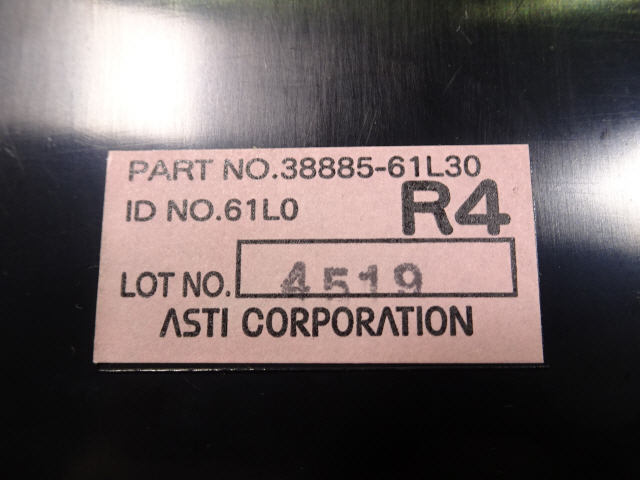 PART NO.38885-61L30
ID NO.61L0 R4
LOT NO. 4519
ASTI CORPORATION